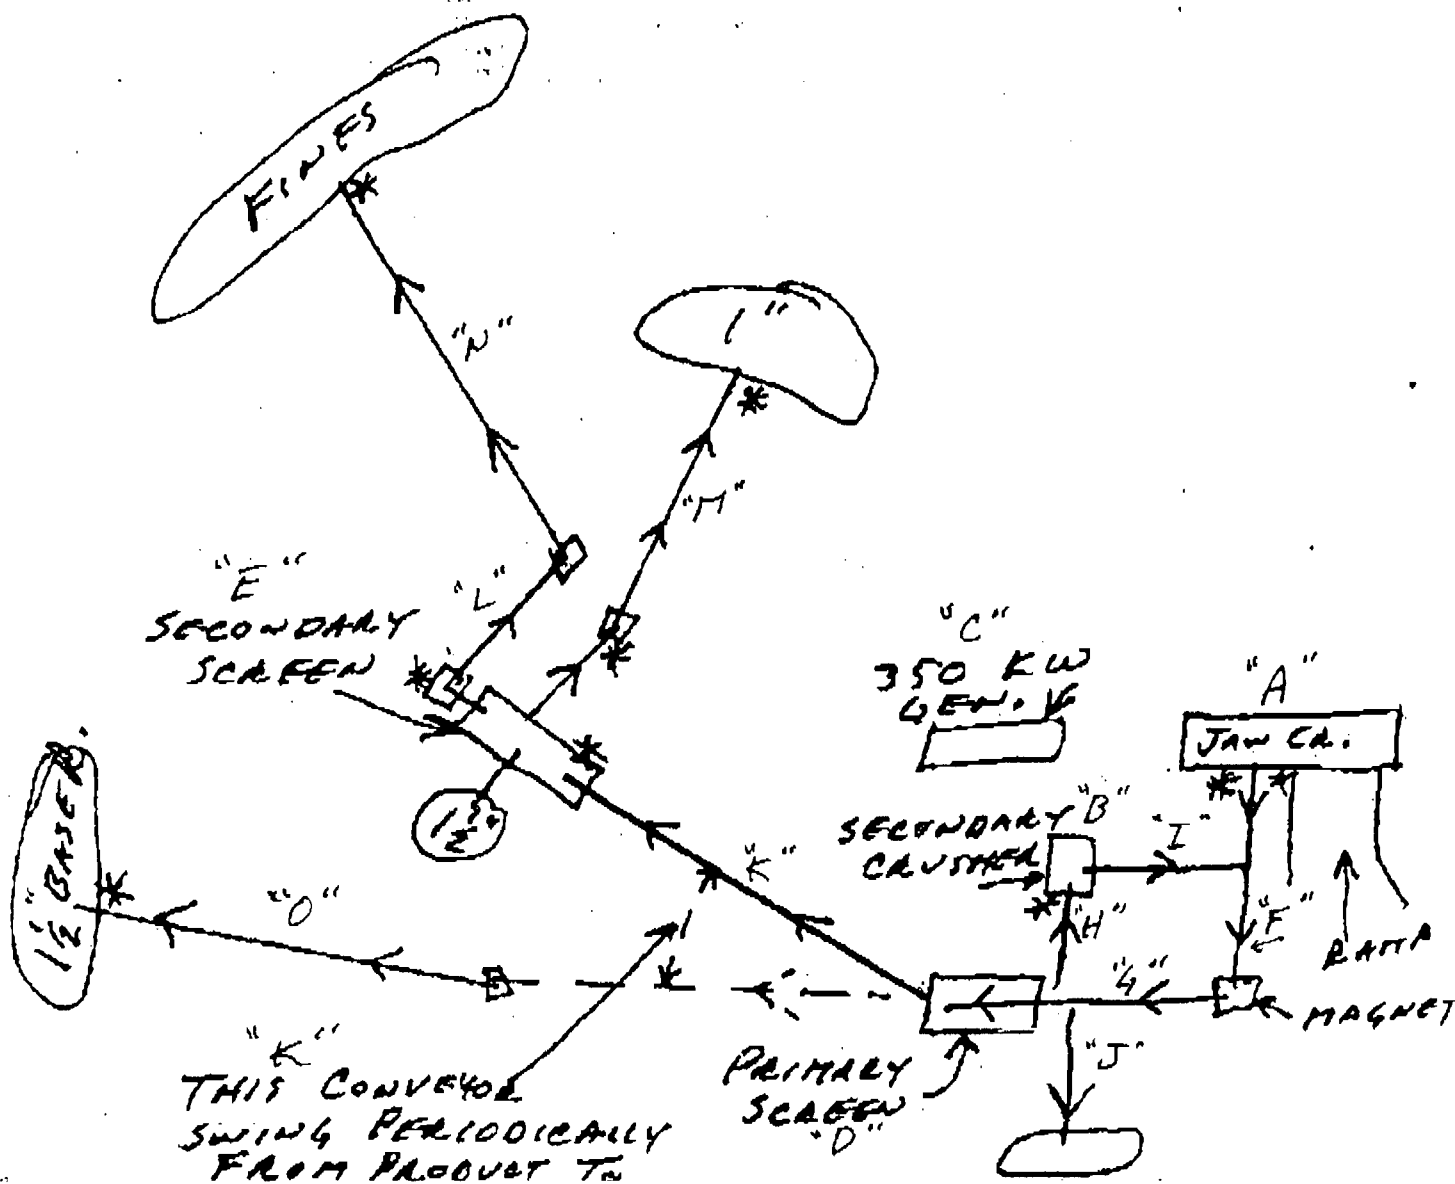 FINES
"N"
1"
"M"
"E"
SECONDARY
SCREEN
"L"
"C"
350 KW
GEN.
"A"
JAW CR.
SECONDARY
CRUSHER
"B"
"I"
"H"
"F"
RAMP
"G"
MAGNET
"J"
PRIMARY
SCREEN
"D"
"K"
1½"
"O"
1½" BASE
"K"
THIS CONVEYOR
SWING PERIODICALLY
FROM PRODUCT TO